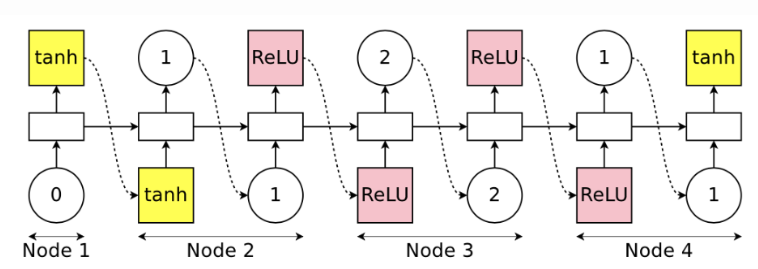 tanh 1 ReLU 2 ReLU 1 tanh
0 tanh 1 ReLU 2 ReLU 1
Node 1 Node 2 Node 3 Node 4